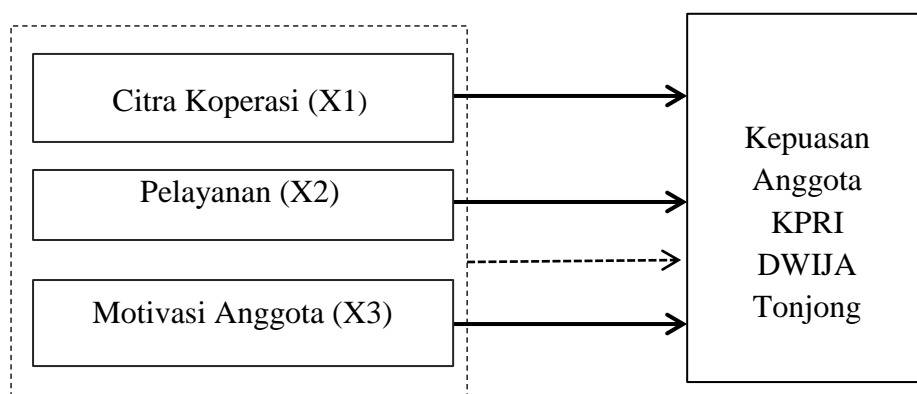 Citra Koperasi (X1)
Pelayanan (X2)
Motivasi Anggota (X3)
Kepuasan
Anggota
KPRI
DWIJA
Tonjong